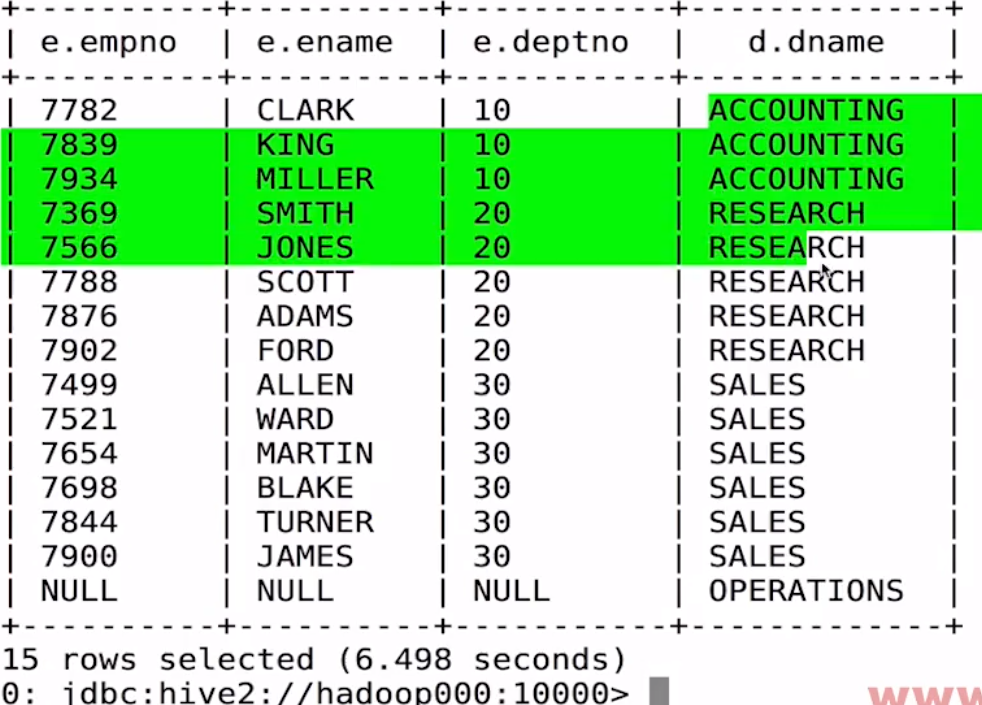 +-----------+-----------+-----------+-------------+
| e.empno | e.ename | e.deptno | d.dname |
+-----------+-----------+-----------+-------------+
| 7782 | CLARK | 10 | ACCOUNTING |
| 7839 | KING | 10 | ACCOUNTING |
| 7934 | MILLER | 10 | ACCOUNTING |
| 7369 | SMITH | 20 | RESEARCH |
| 7566 | JONES | 20 | RESEARCH |
| 7788 | SCOTT | 20 | RESEARCH |
| 7876 | ADAMS | 20 | RESEARCH |
| 7902 | FORD | 20 | RESEARCH |
| 7499 | ALLEN | 30 | SALES |
| 7521 | WARD | 30 | SALES |
| 7654 | MARTIN | 30 | SALES |
| 7698 | BLAKE | 30 | SALES |
| 7844 | TURNER | 30 | SALES |
| 7900 | JAMES | 30 | SALES |
| NULL | NULL | NULL | OPERATIONS |
+-----------+-----------+-----------+-------------+
15 rows selected (6.498 seconds)
0: jdbc:hive2://hadoop000:10000>
www